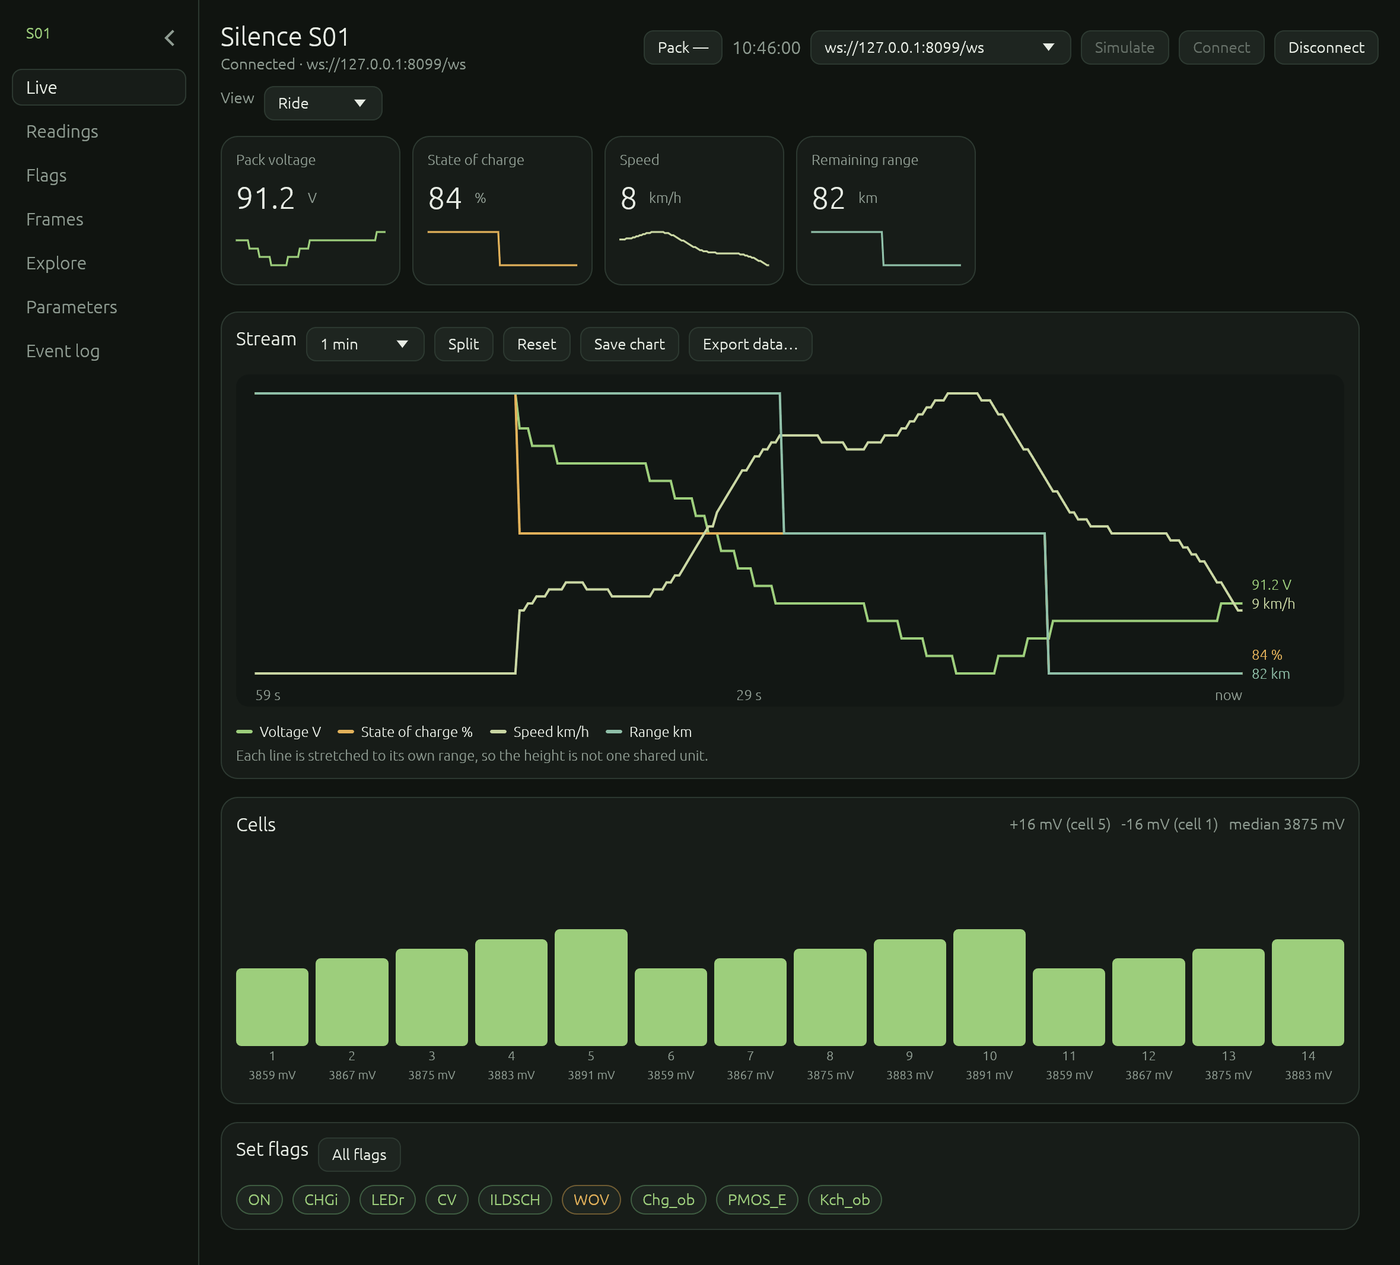 S01
Live
Readings
Flags
Frames
Explore
Parameters
Event log
Silence S01
Connected · ws://127.0.0.1:8099/ws
Pack — 10:46:00 ws://127.0.0.1:8099/ws Simulate Connect Disconnect
View Ride
Pack voltage
91.2 V
State of charge
84 %
Speed
8 km/h
Remaining range
82 km
Stream 1 min Split Reset Save chart Export data...
91.2 V
9 km/h
84 %
82 km
59 s 29 s now
Voltage V State of charge % Speed km/h Range km
Each line is stretched to its own range, so the height is not one shared unit.
Cells +16 mV (cell 5) -16 mV (cell 1) median 3875 mV
1 2 3 4 5 6 7 8 9 10 11 12 13 14
3859 mV 3867 mV 3875 mV 3883 mV 3891 mV 3859 mV 3867 mV 3875 mV 3883 mV 3891 mV 3859 mV 3867 mV 3875 mV 3883 mV
Set flags All flags
ON CHGi LEDr CV ILDSCH WOV Chg_ob PMOS_E Kch_ob